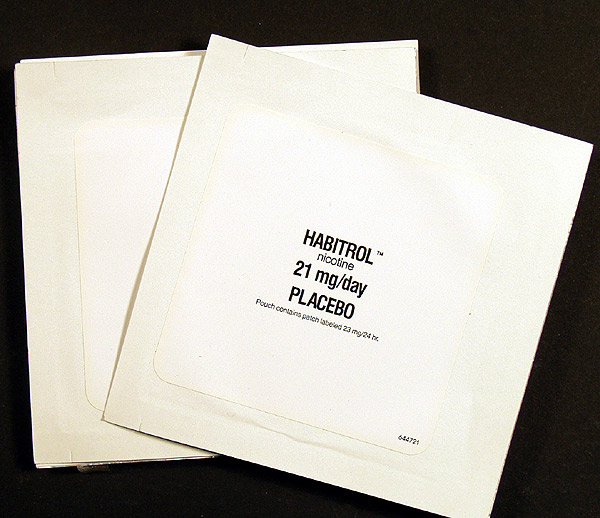 HABITROL™
nicotine
21 mg/day
PLACEBO
Pouch contains patch labeled 23 mg/24 hr.
644721